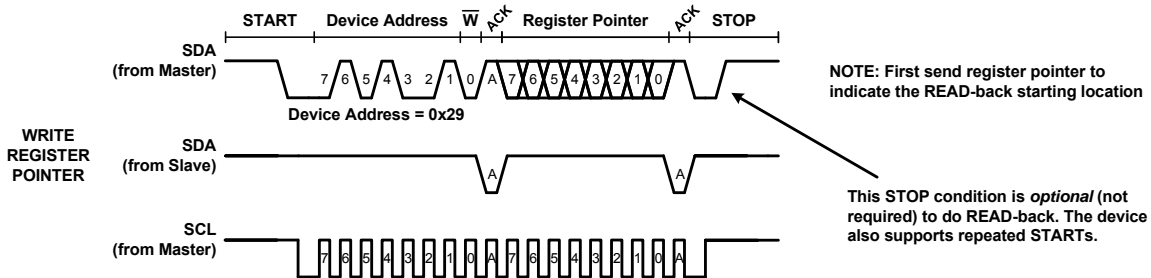 START Device Address W ACK Register Pointer ACK STOP
SDA
(from Master)
7 6 5 4 3 2 1 0 A 7 6 5 4 3 2 1 0 A
Device Address = 0x29
NOTE: First send register pointer to
indicate the READ-back starting location
WRITE
REGISTER
POINTER
SDA
(from Slave)
A A
This STOP condition is optional (not
required) to do READ-back. The device
also supports repeated STARTs.
SCL
(from Master)
7 6 5 4 3 2 1 0 A 7 6 5 4 3 2 1 0 A